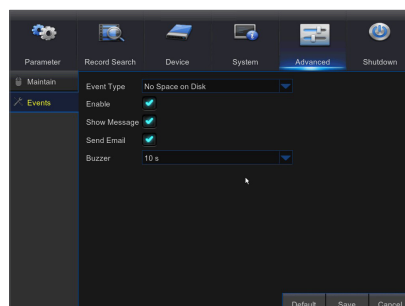 Parameter Record Search Device System Advanced Shutdown
Maintain
Events
Event Type No Space on Disk
Enable
Show Message
Send Email
Buzzer 10 s
Default Save Cancel